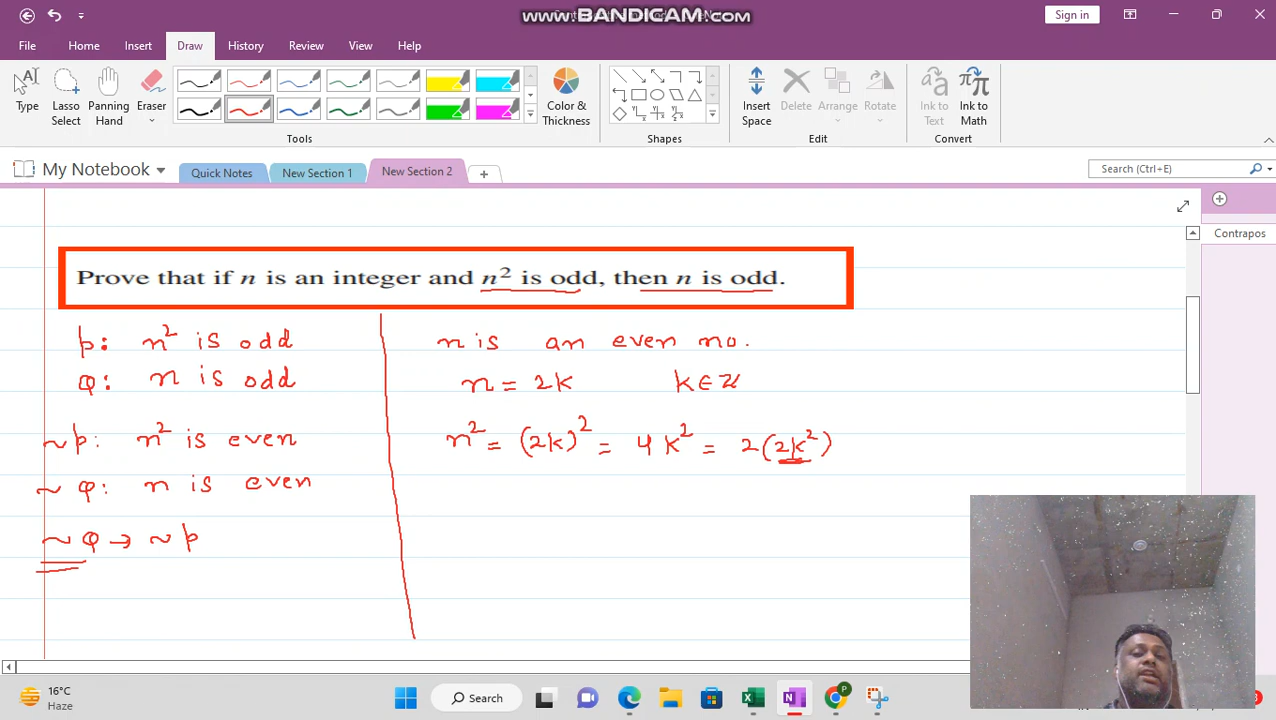 WWW.BANDICAM.COM
Sign in
File Home Insert Draw History Review View Help
Type Lasso Select Panning Hand Eraser Color & Thickness Insert Space Delete Arrange Rotate Ink to Text Ink to Math
Tools Shapes Edit Convert
My Notebook Quick Notes New Section 1 New Section 2 Search (Ctrl+E)
Contrapos
Prove that if n is an integer and n² is odd, then n is odd.
p: n² is odd
Q: n is odd
~p: n² is even
~Q: n is even
~Q → ~p
n is an even no.
n = 2k k ∈ Z
n² = (2k)² = 4k² = 2(2k²)
16°C
Haze
Search